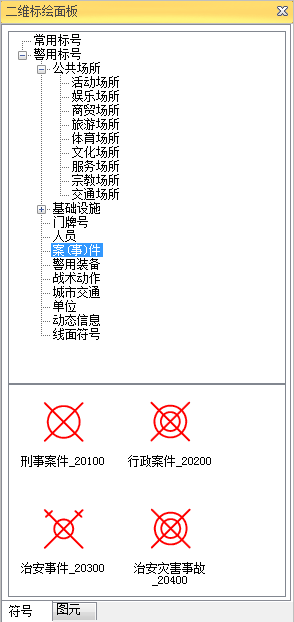 二维标绘面板
常用标号
警用标号
公共场所
活动场所
娱乐场所
商贸场所
旅游场所
体育场所
文化场所
服务场所
宗教场所
交通场所
基础设施
门牌号
人员
案(事)件
警用装备
战术动作
城市交通
单位
动态信息
线面符号
刑事案件_20100
行政案件_20200
治安事件_20300
治安灾害事故
_20400
符号
图元